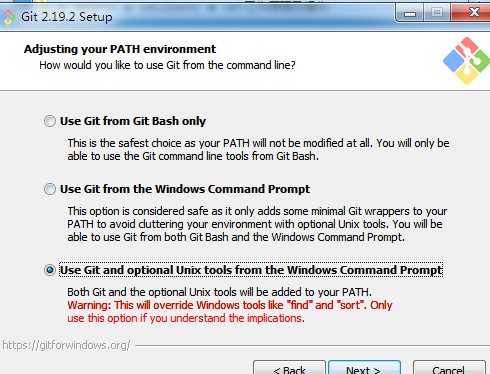 Git 2.19.2 Setup
Adjusting your PATH environment
How would you like to use Git from the command line?
Use Git from Git Bash only
This is the safest choice as your PATH will not be modified at all. You will only be
able to use the Git command line tools from Git Bash.
Use Git from the Windows Command Prompt
This option is considered safe as it only adds some minimal Git wrappers to your
PATH to avoid cluttering your environment with optional Unix tools. You will be
able to use Git from both Git Bash and the Windows Command Prompt.
Use Git and optional Unix tools from the Windows Command Prompt
Both Git and the optional Unix tools will be added to your PATH.
Warning: This will override Windows tools like "find" and "sort". Only
use this option if you understand the implications.
https://gitforwindows.org/
< Back Next > Cancel